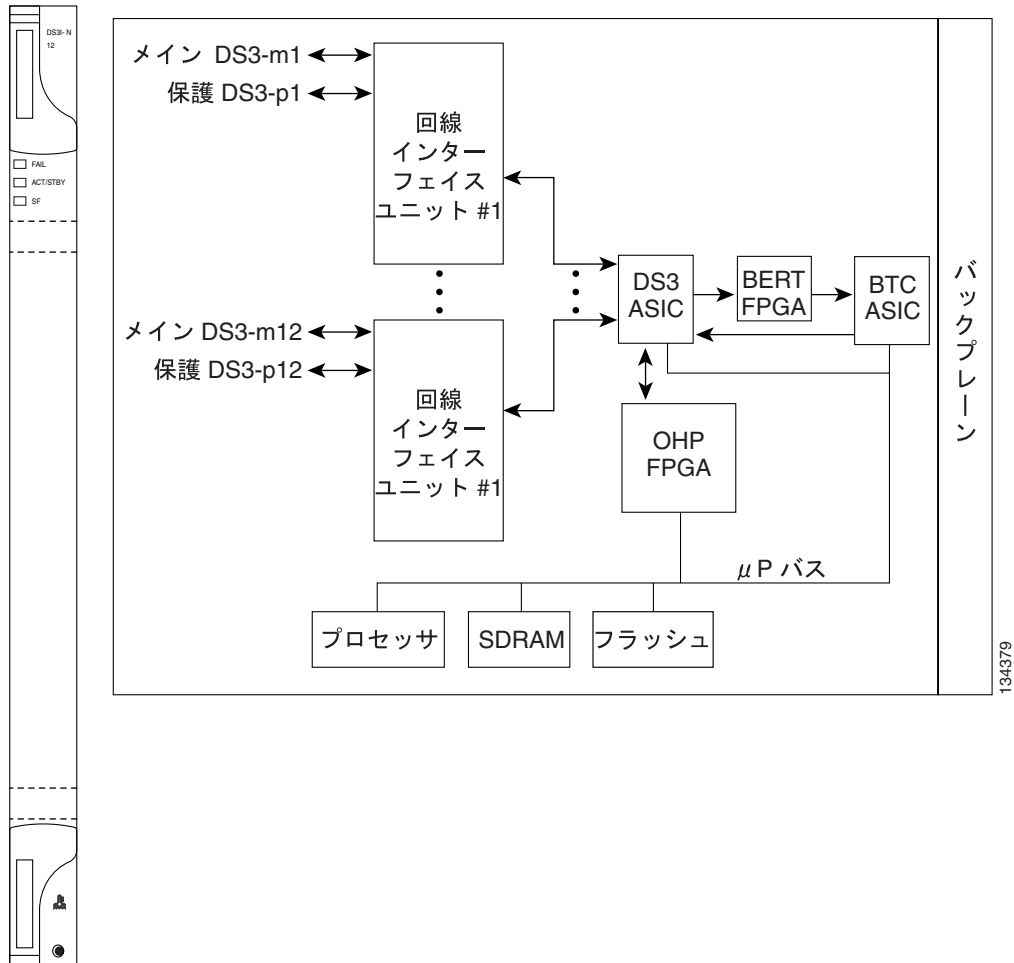 DS3I- N
12
FAIL
ACT/STBY
SF
メイン DS3-m1
保護 DS3-p1
回線
インター
フェイス
ユニット #1
メイン DS3-m12
保護 DS3-p12
回線
インター
フェイス
ユニット #1
DS3
ASIC
BERT
FPGA
BTC
ASIC
OHP
FPGA
μP バス
プロセッサ
SDRAM
フラッシュ
バックプレーン
134379